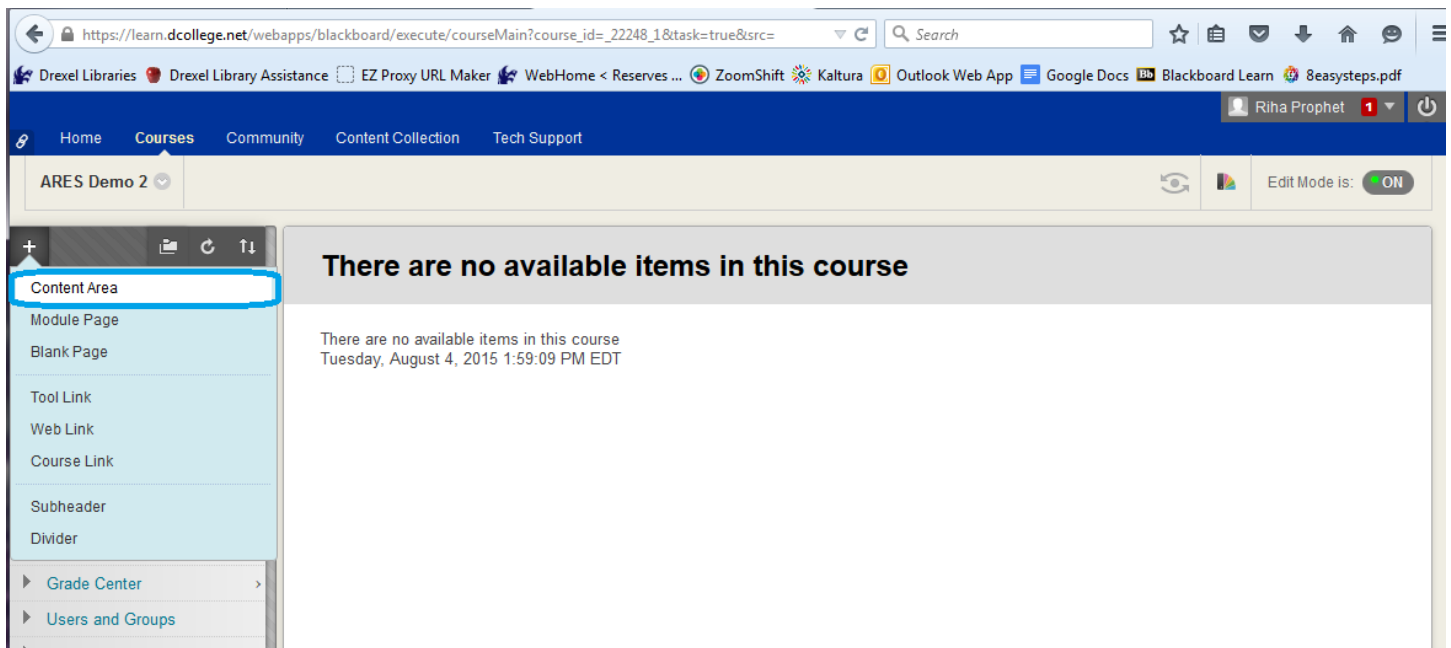 https://learn.dcollege.net/webapps/blackboard/execute/courseMain?course_id=_22248_1&task=true&src=
Search
Drexel Libraries Drexel Library Assistance EZ Proxy URL Maker WebHome < Reserves ... ZoomShift Kaltura Outlook Web App Google Docs Bb Blackboard Learn 8easysteps.pdf
Riha Prophet 1
Home Courses Community Content Collection Tech Support
ARES Demo 2
Edit Mode is: ON
There are no available items in this course
Content Area
Module Page
Blank Page
Tool Link
Web Link
Course Link
Subheader
Divider
Grade Center
Users and Groups
There are no available items in this course
Tuesday, August 4, 2015 1:59:09 PM EDT